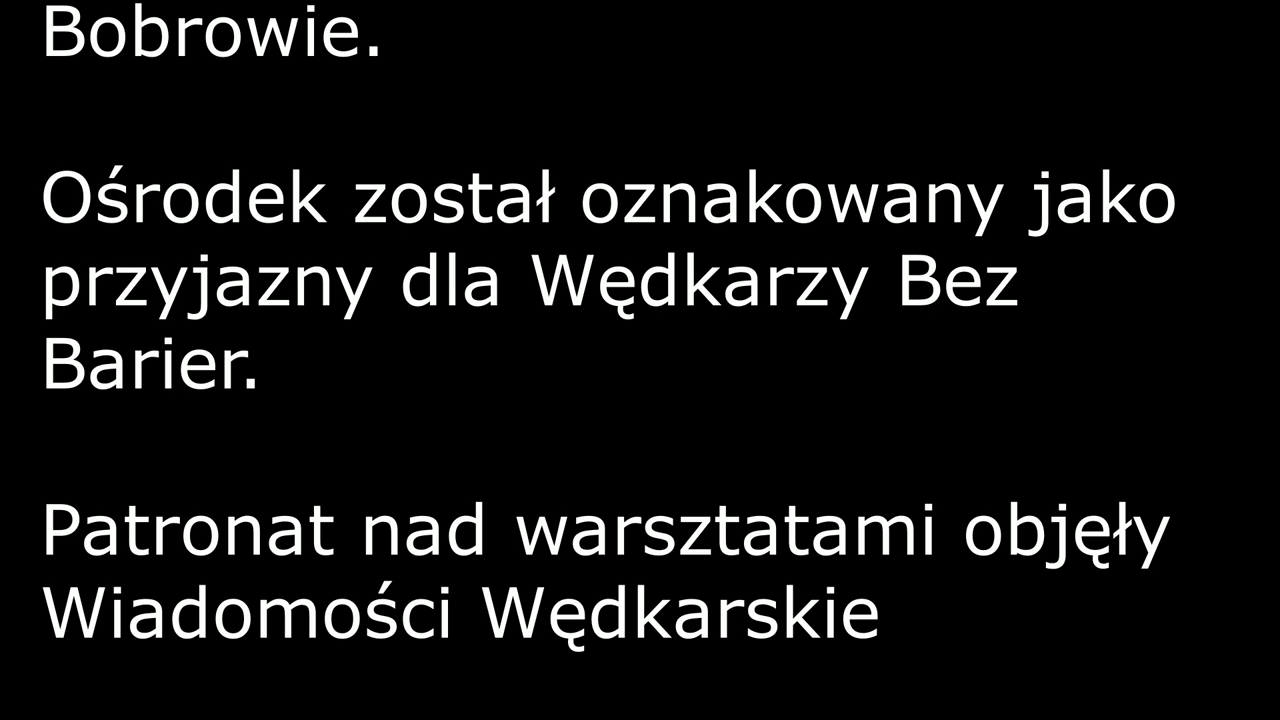 Bobrowie.
Ośrodek został oznakowany jako
przyjazny dla Wędkarzy Bez
Barier.
Patronat nad warsztatami objęły
Wiadomości Wędkarskie